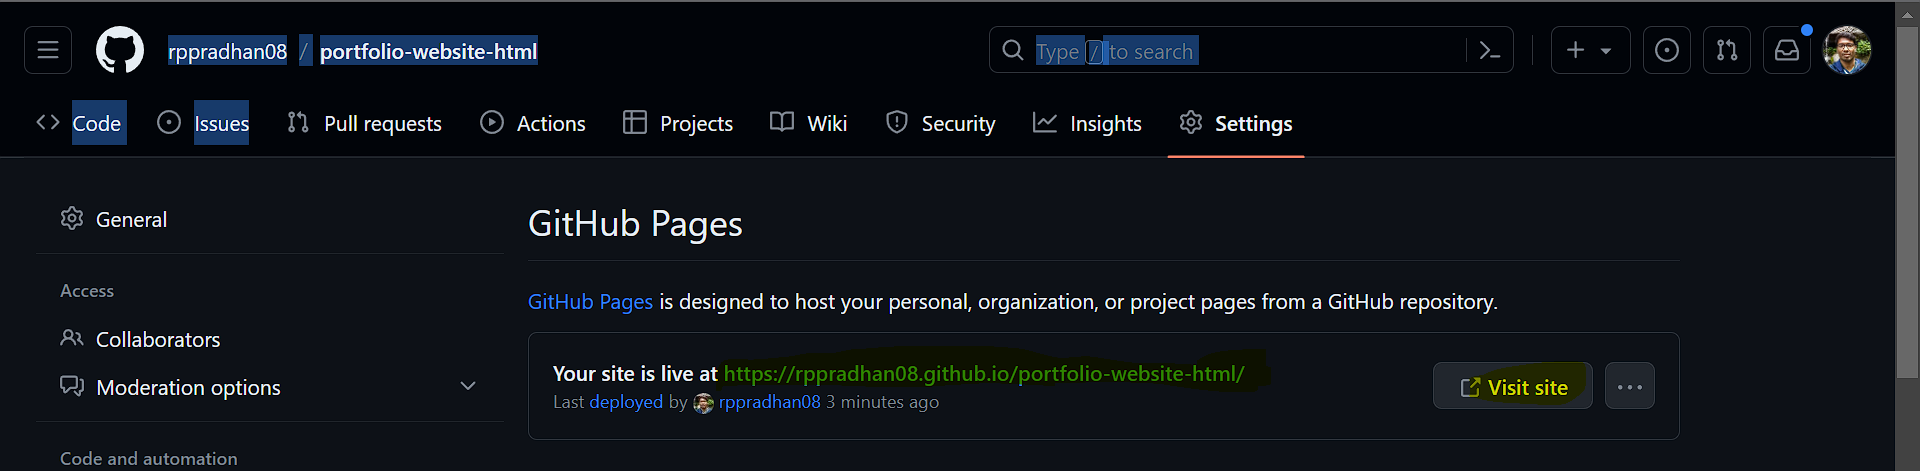 rppradhan08 / portfolio-website-html
Type / to search
Code Issues Pull requests Actions Projects Wiki Security Insights Settings
General
Access
Collaborators
Moderation options
Code and automation
GitHub Pages
GitHub Pages is designed to host your personal, organization, or project pages from a GitHub repository.
Your site is live at https://rppradhan08.github.io/portfolio-website-html/
Last deployed by rppradhan08 3 minutes ago
Visit site